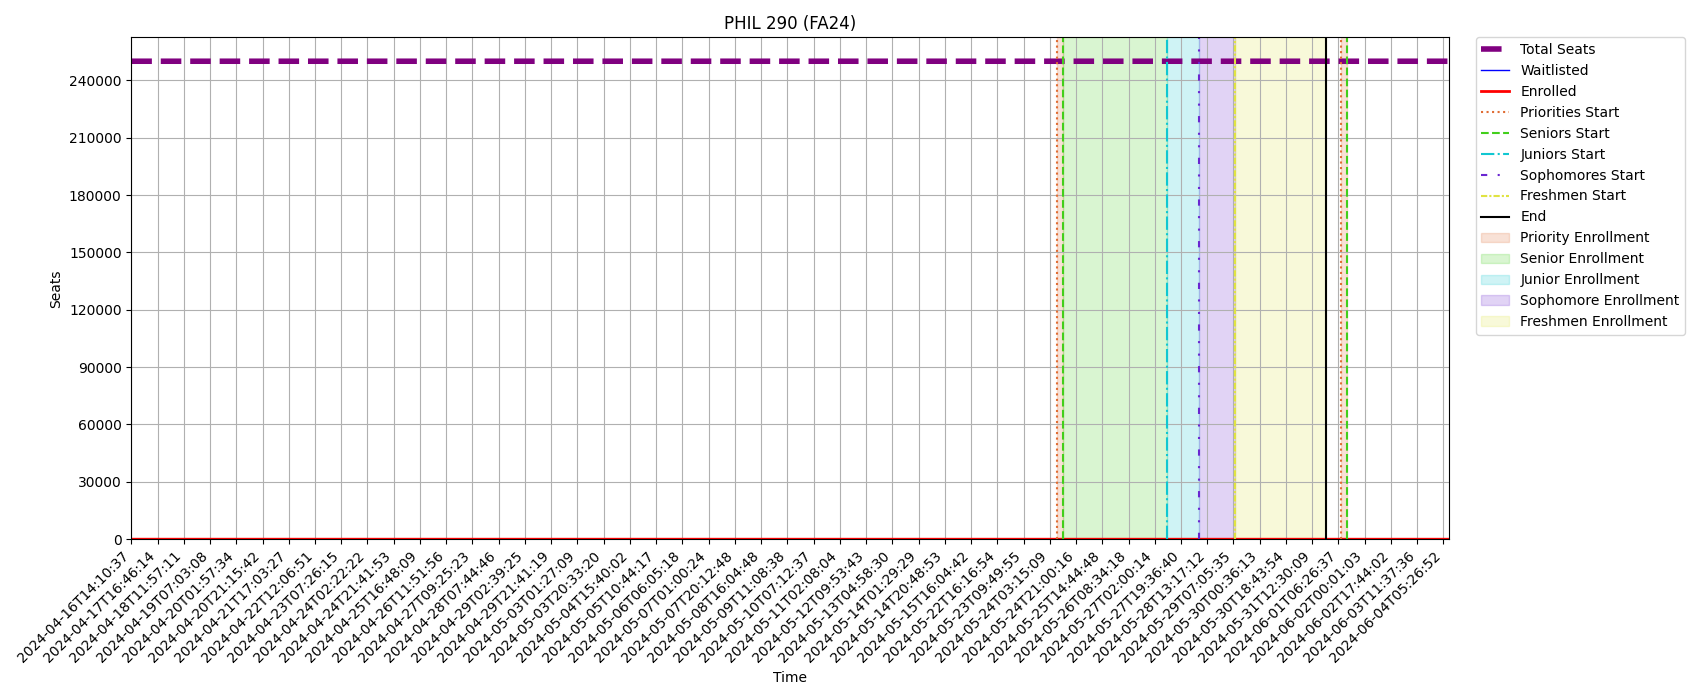 PHIL 290 (FA24)
Seats
240000
210000
180000
150000
120000
90000
60000
30000
0
2024-04-16T14:10:37
2024-04-17T16:46:14
2024-04-18T11:57:11
2024-04-19T07:03:08
2024-04-20T01:57:34
2024-04-20T21:15:42
2024-04-21T17:03:27
2024-04-22T12:06:51
2024-04-23T07:26:15
2024-04-24T02:22:22
2024-04-24T21:41:53
2024-04-25T16:48:09
2024-04-26T11:51:56
2024-04-27T09:25:23
2024-04-28T07:44:46
2024-04-29T02:39:25
2024-04-29T21:41:19
2024-05-03T01:27:09
2024-05-03T20:33:20
2024-05-04T15:40:02
2024-05-05T10:44:17
2024-05-06T06:05:18
2024-05-07T01:00:24
2024-05-07T20:12:48
2024-05-08T16:04:48
2024-05-09T11:08:38
2024-05-10T07:12:37
2024-05-11T02:08:04
2024-05-12T09:53:43
2024-05-13T04:58:30
2024-05-14T01:29:29
2024-05-14T20:48:53
2024-05-15T16:04:42
2024-05-22T16:16:54
2024-05-23T09:49:55
2024-05-24T03:15:09
2024-05-24T21:00:16
2024-05-25T14:44:48
2024-05-26T08:34:18
2024-05-27T02:00:14
2024-05-27T19:36:40
2024-05-28T13:17:12
2024-05-29T07:05:35
2024-05-30T00:36:13
2024-05-30T18:43:54
2024-05-31T12:30:09
2024-06-01T06:26:37
2024-06-02T00:01:03
2024-06-02T17:44:02
2024-06-03T11:37:36
2024-06-04T05:26:52
Time
Total Seats
Waitlisted
Enrolled
Priorities Start
Seniors Start
Juniors Start
Sophomores Start
Freshmen Start
End
Priority Enrollment
Senior Enrollment
Junior Enrollment
Sophomore Enrollment
Freshmen Enrollment